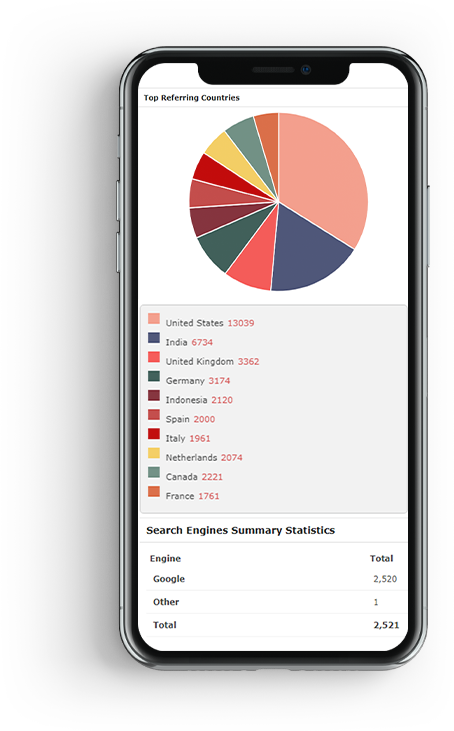 Top Referring Countries
United States 13039
India 6734
United Kingdom 3362
Germany 3174
Indonesia 2120
Spain 2000
Italy 1961
Netherlands 2074
Canada 2221
France 1761
Search Engines Summary Statistics
Engine Total
Google 2,520
Other 1
Total 2,521